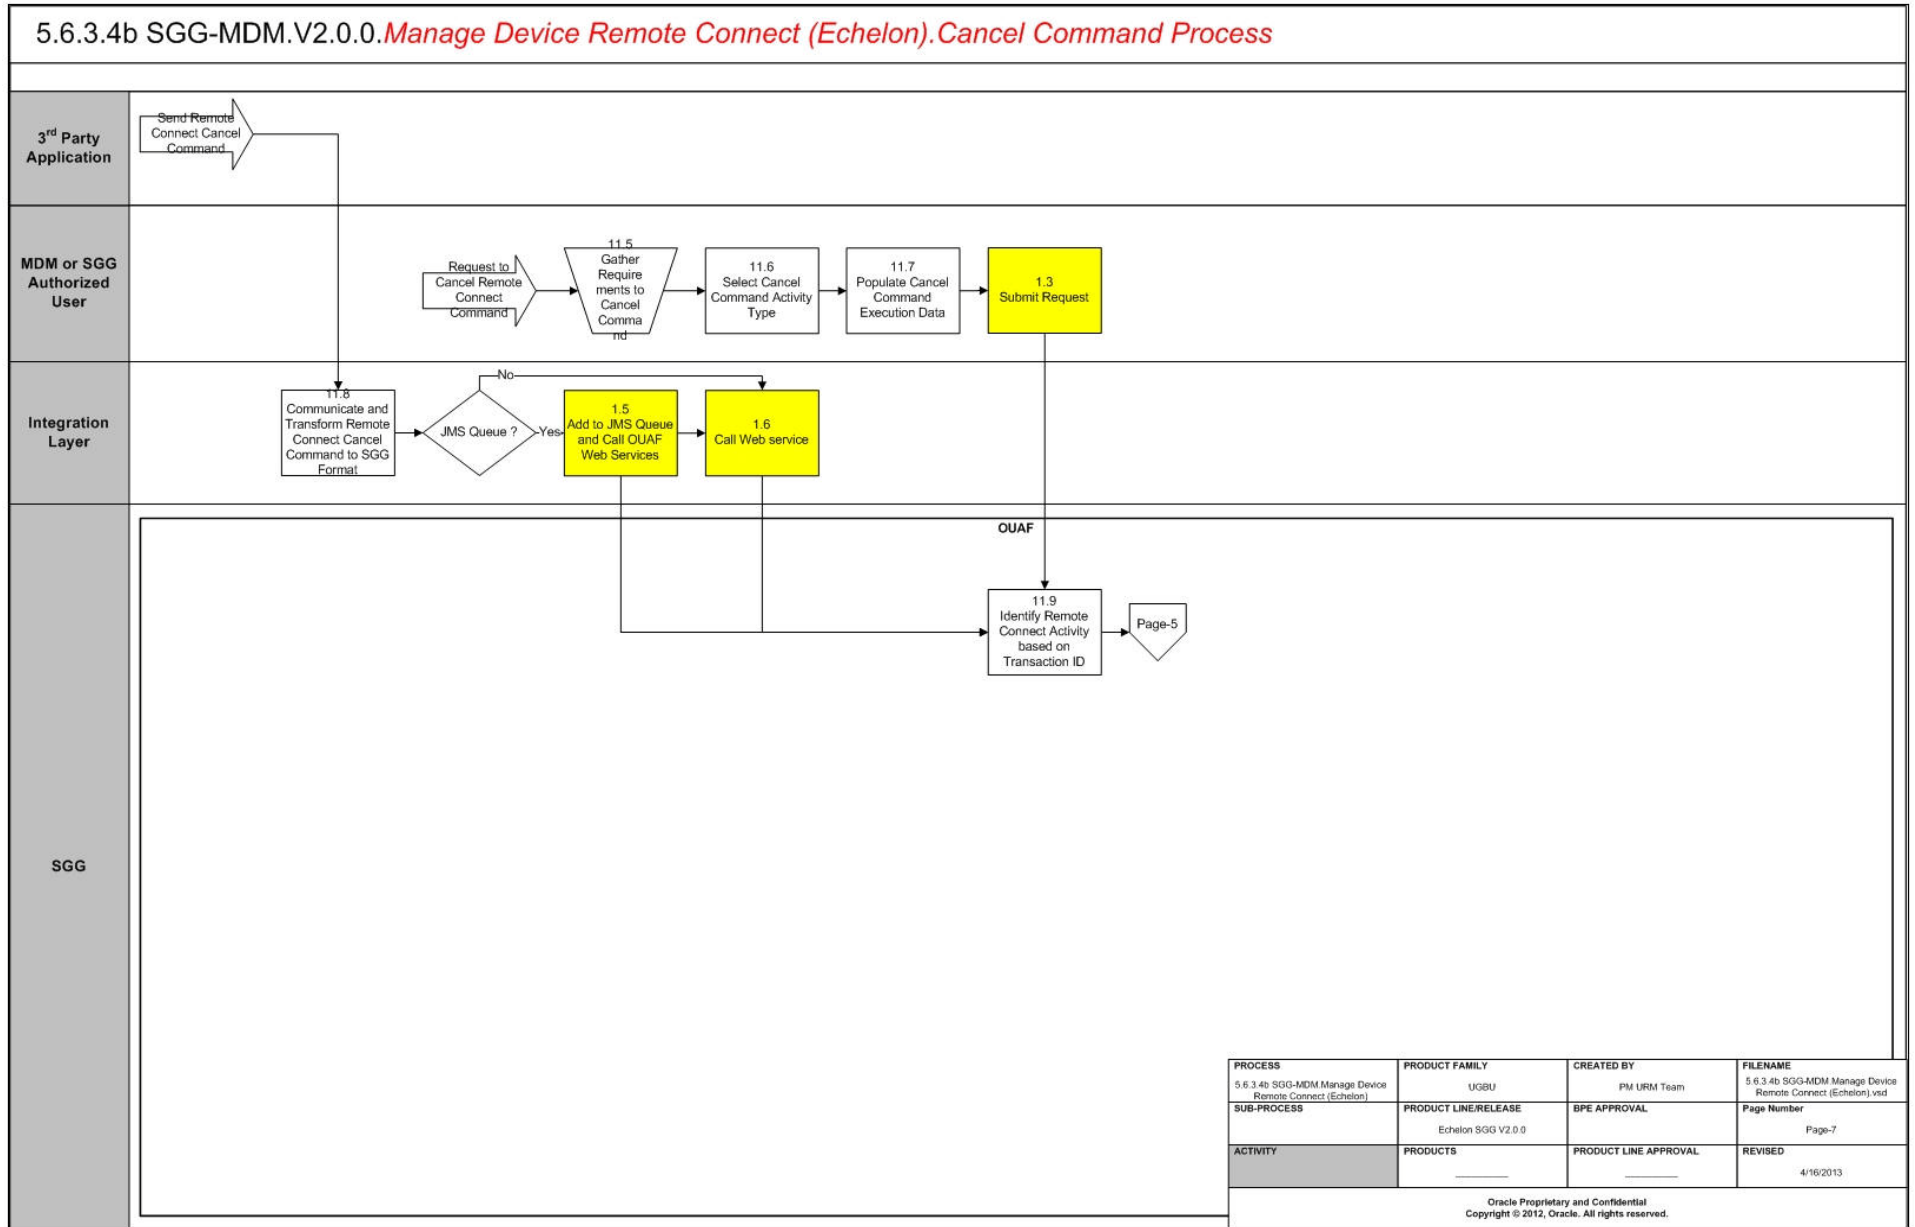 5.6.3.4b SGG-MDM.V2.0.0.Manage Device Remote Connect (Echelon).Cancel Command Process
3rd Party
Application
Send Remote
Connect Cancel
Command
MDM or SGG
Authorized
User
Request to
Cancel Remote
Connect
Command
11.5
Gather
Require
ments to
Cancel
Comma
nd
11.6
Select Cancel
Command Activity
Type
11.7
Populate Cancel
Command
Execution Data
1.3
Submit Request
Integration
Layer
11.8
Communicate and
Transform Remote
Connect Cancel
Command to SGG
Format
JMS Queue ?
No
Yes
1.5
Add to JMS Queue
and Call OUAF
Web Services
1.6
Call Web service
SGG
OUAF
11.9
Identify Remote
Connect Activity
based on
Transaction ID
Page-5
PROCESS
5.6.3.4b SGG-MDM.Manage Device
Remote Connect (Echelon)
PRODUCT FAMILY
UGBU
CREATED BY
PM URM Team
FILENAME
5.6.3.4b SGG-MDM.Manage Device
Remote Connect (Echelon).vsd
SUB-PROCESS
PRODUCT LINE/RELEASE
Echelon SGG V2.0.0
BPE APPROVAL
Page Number
Page-7
ACTIVITY
PRODUCTS
PRODUCT LINE APPROVAL
REVISED
4/16/2013
Oracle Proprietary and Confidential
Copyright © 2012, Oracle. All rights reserved.